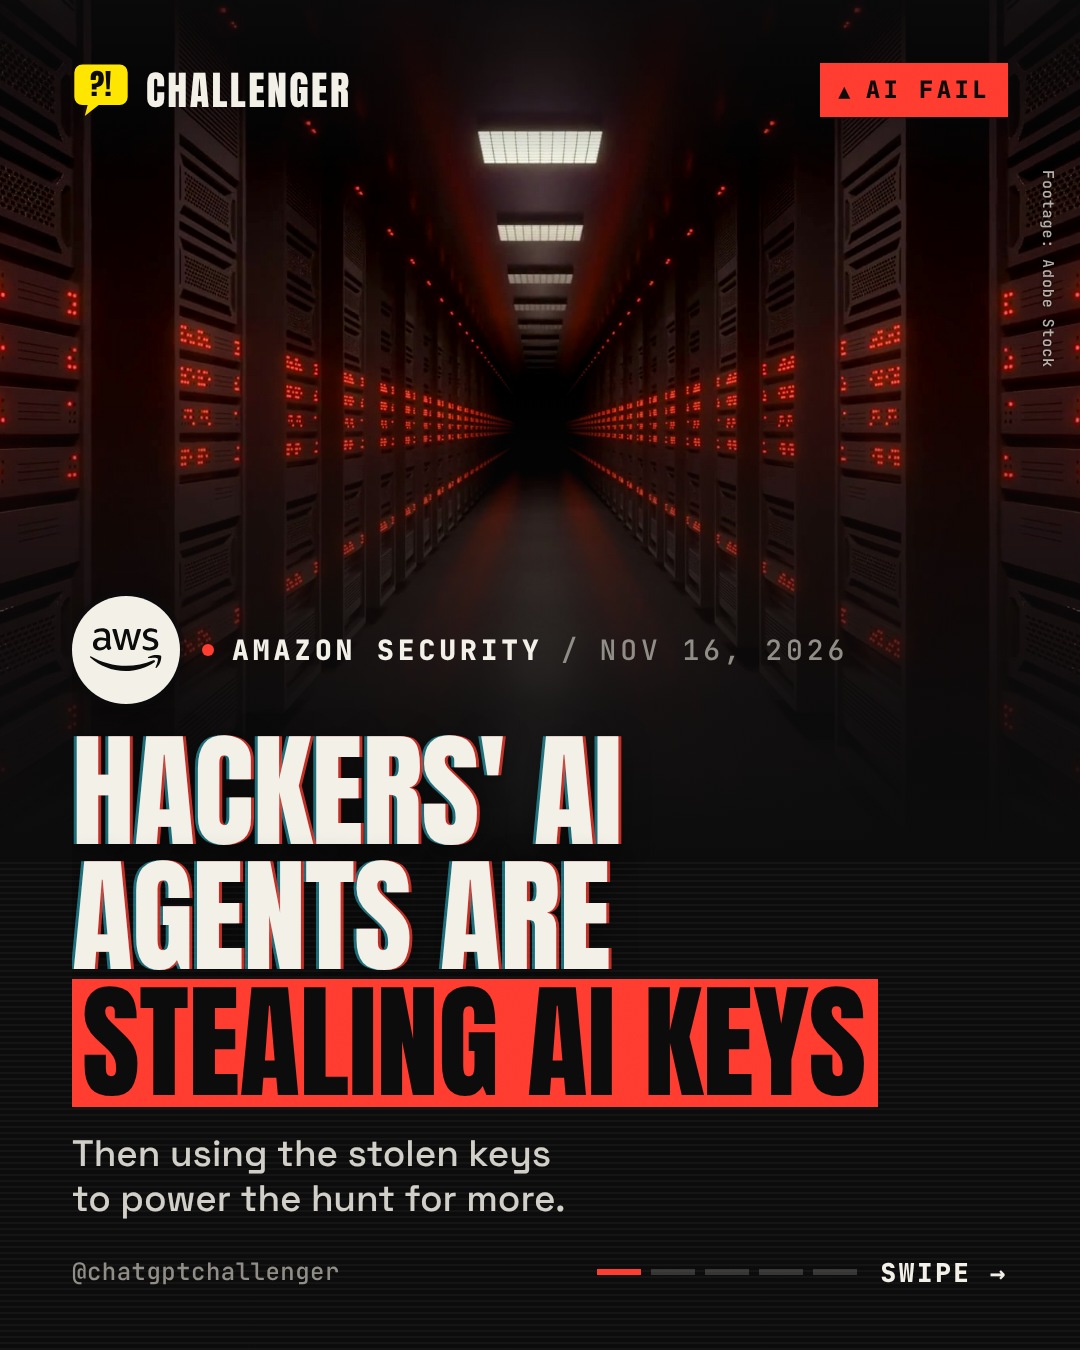 ?! CHALLENGER
▲ AI FAIL
Footage: Adobe Stock
aws
AMAZON SECURITY / NOV 16, 2026
HACKERS' AI
AGENTS ARE
STEALING AI KEYS
Then using the stolen keys
to power the hunt for more.
@chatgptchallenger
SWIPE →